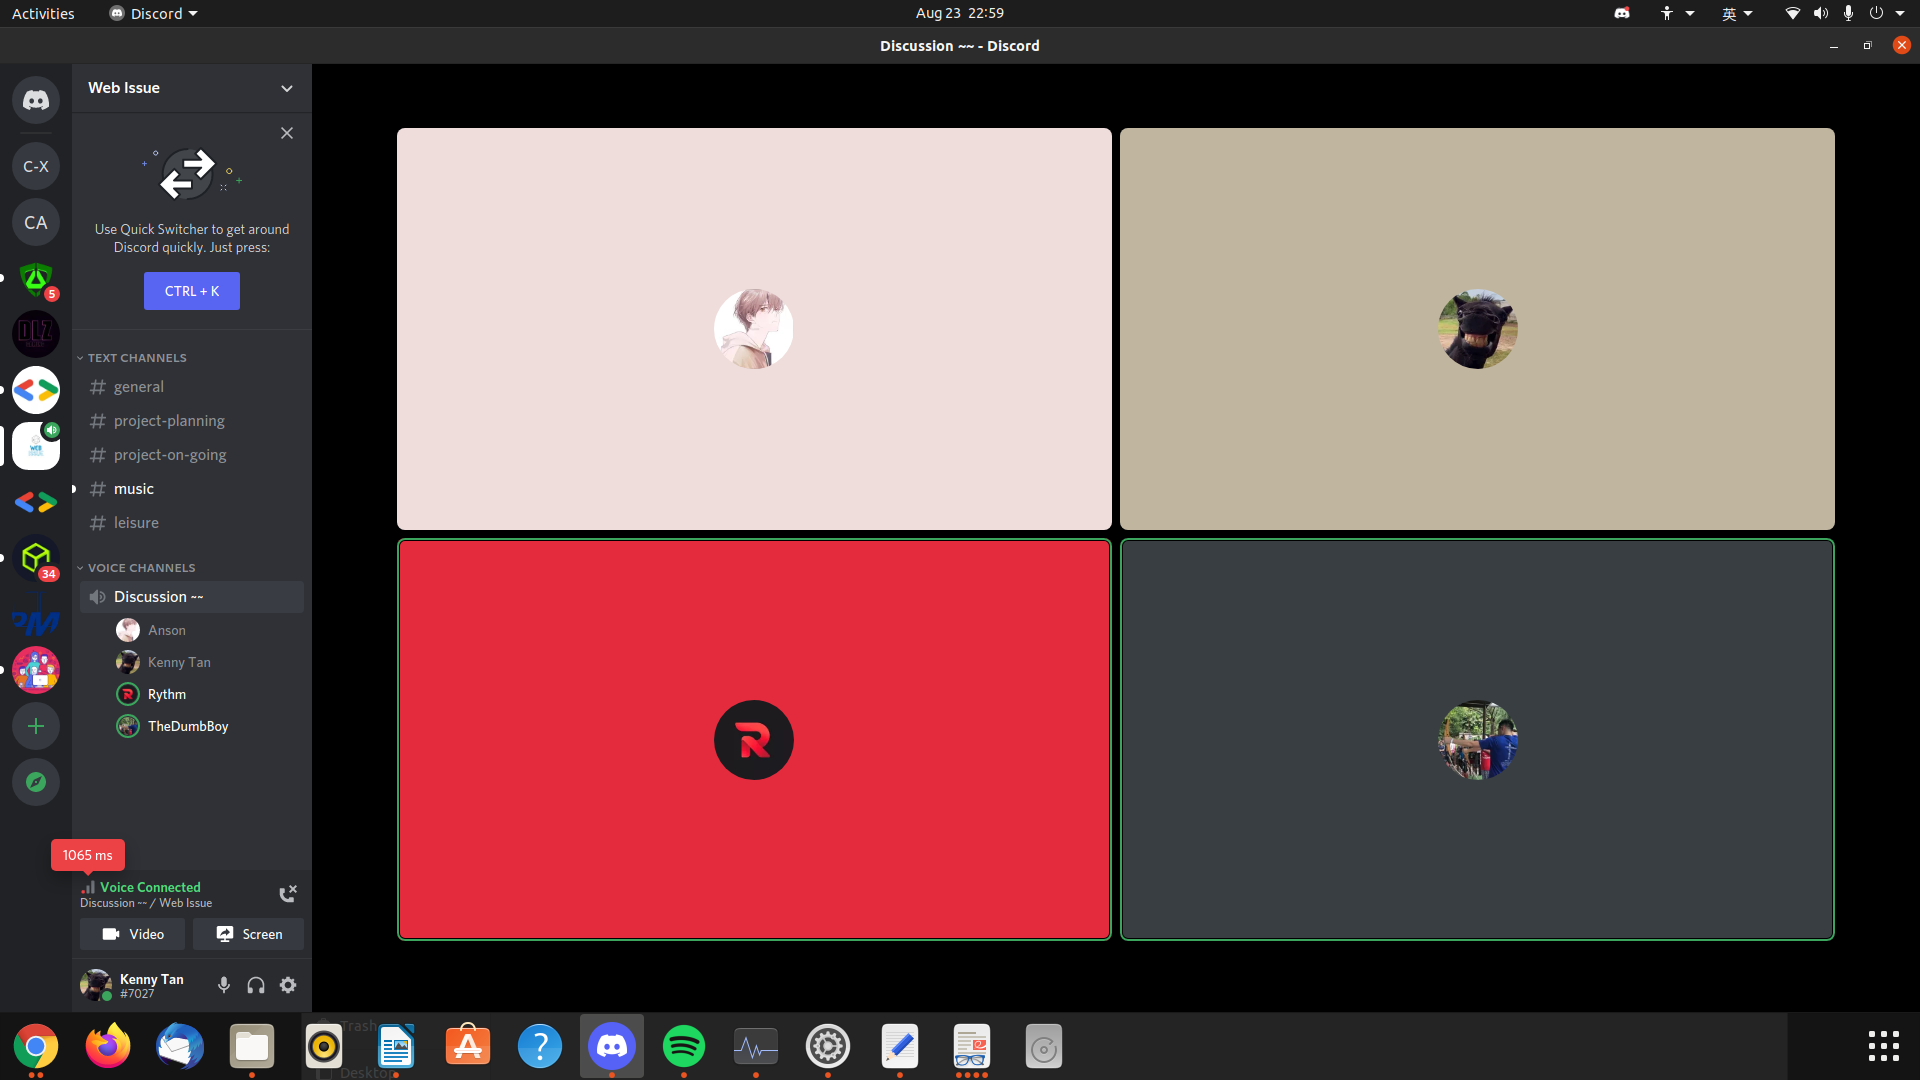 Activities
Discord
Aug 23 22:59
英
Discussion ~~ - Discord
Web Issue
Use Quick Switcher to get around
Discord quickly. Just press:
CTRL + K
C-X
CA
5
DLZ
34
PM
TEXT CHANNELS
general
project-planning
project-on-going
music
leisure
VOICE CHANNELS
Discussion ~~
Anson
Kenny Tan
Rythm
TheDumbBoy
1065 ms
Voice Connected
Discussion ~~ / Web Issue
Video
Screen
Kenny Tan
#7027
Trash
Desktop